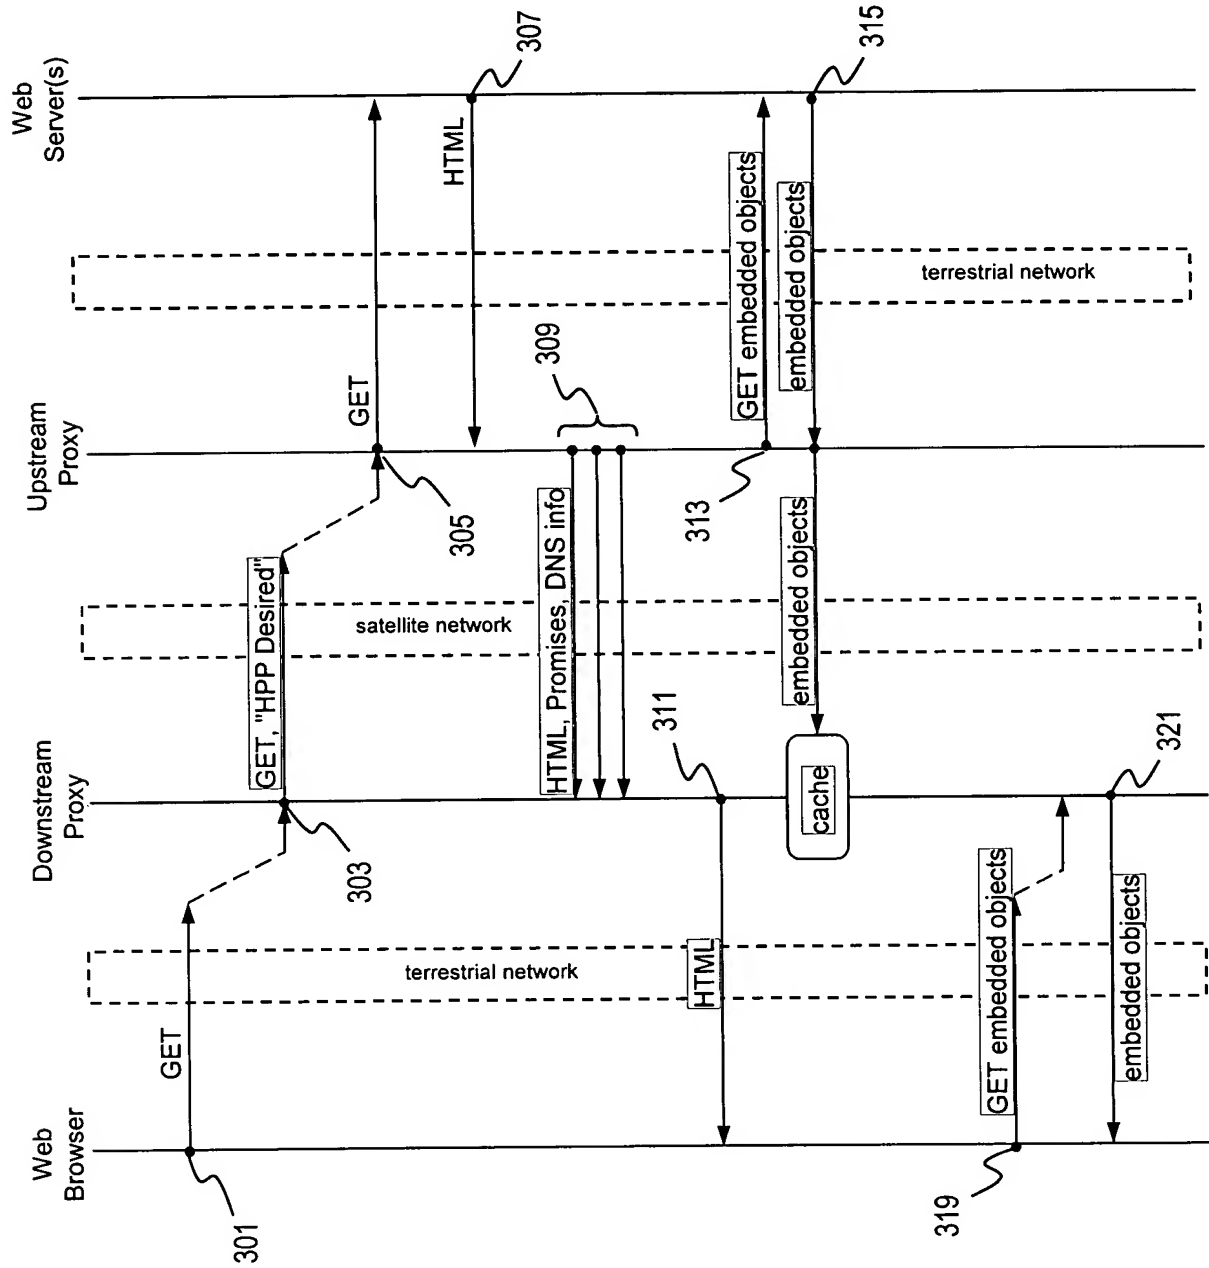 Web
Browser
Downstream
Proxy
Upstream
Proxy
Web
Server(s)
301
GET
303
GET, "HPP Desired"
305
GET
307
HTML
309
HTML, Promises, DNS info
311
HTML
313
GET embedded objects
315
embedded objects
embedded objects
cache
319
GET embedded objects
321
embedded objects
terrestrial network
satellite network
terrestrial network